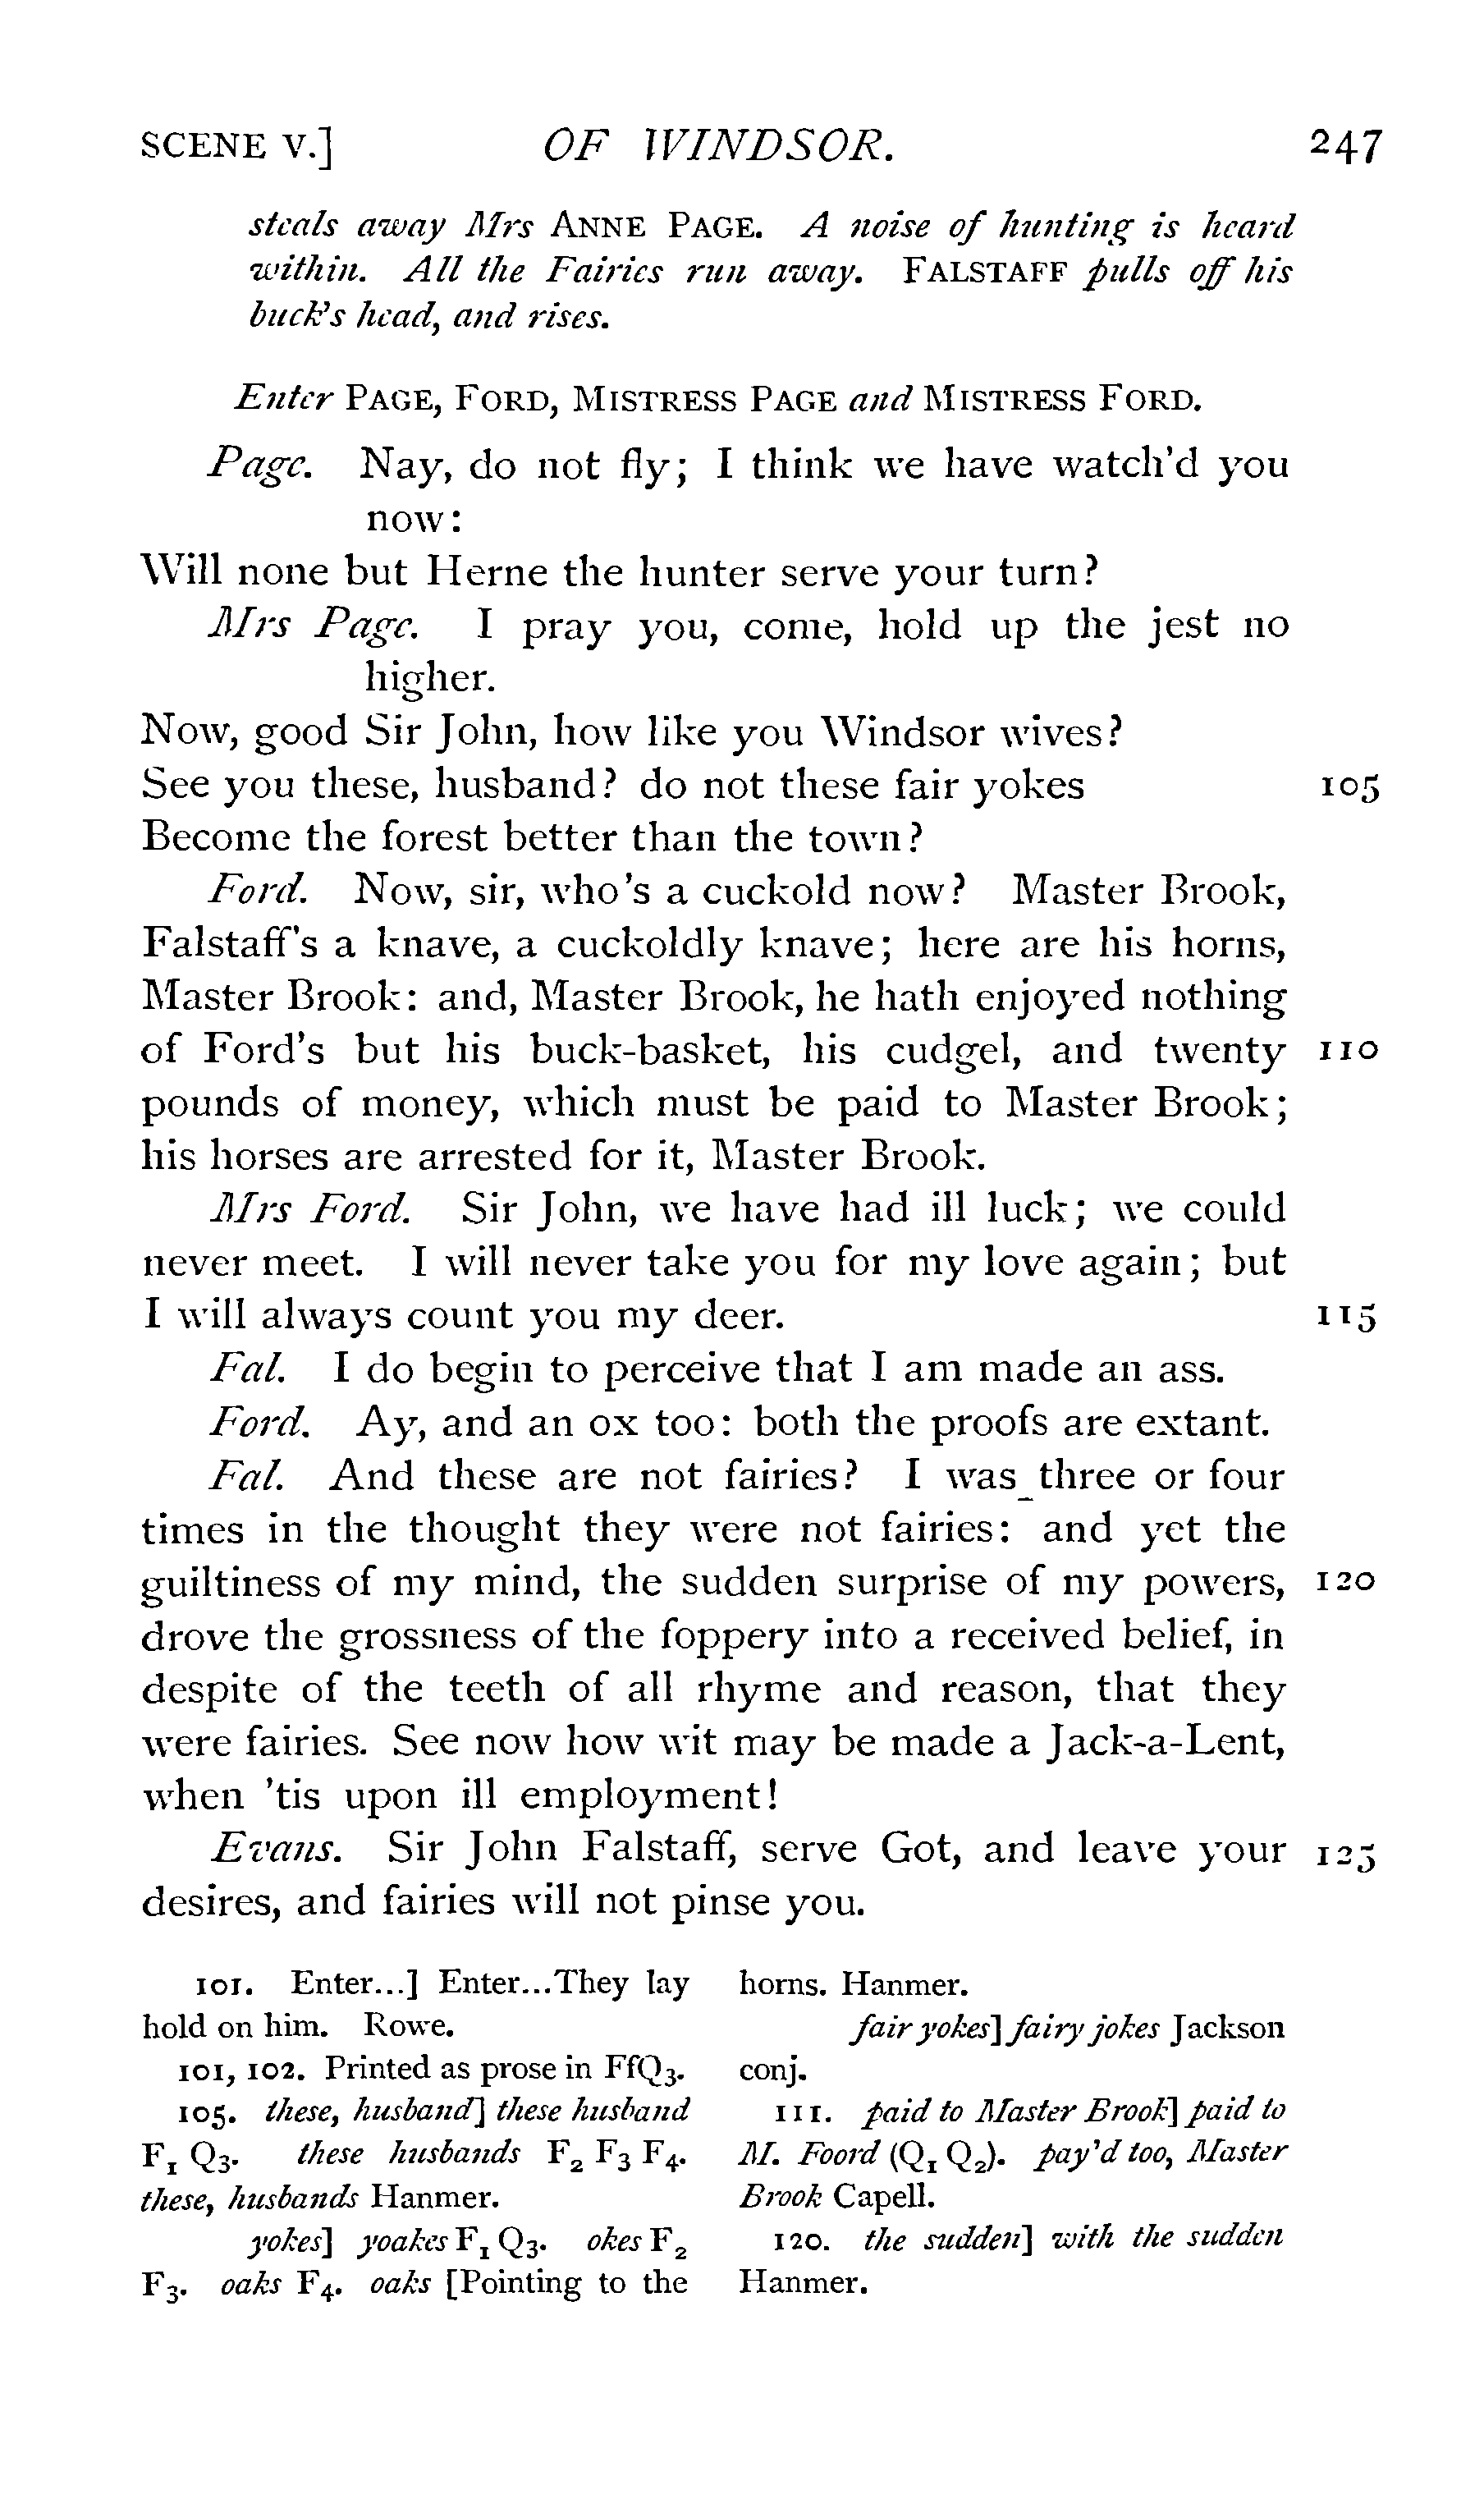 SCENE V.] OF WINDSOR. 247
steals away Mrs ANNE PAGE. A noise of hunting is heard
within. All the Fairies run away. FALSTAFF pulls off his
buck's head, and rises.
Enter PAGE, FORD, MISTRESS PAGE and MISTRESS FORD.
Page. Nay, do not fly; I think we have watch'd you
now:
Will none but Herne the hunter serve your turn?
Mrs Page. I pray you, come, hold up the jest no
higher.
Now, good Sir John, how like you Windsor wives?
See you these, husband? do not these fair yokes 105
Become the forest better than the town?
Ford. Now, sir, who's a cuckold now? Master Brook,
Falstaff's a knave, a cuckoldly knave; here are his horns,
Master Brook: and, Master Brook, he hath enjoyed nothing
of Ford's but his buck-basket, his cudgel, and twenty 110
pounds of money, which must be paid to Master Brook;
his horses are arrested for it, Master Brook.
Mrs Ford. Sir John, we have had ill luck; we could
never meet. I will never take you for my love again; but
I will always count you my deer. 115
Fal. I do begin to perceive that I am made an ass.
Ford. Ay, and an ox too: both the proofs are extant.
Fal. And these are not fairies? I was three or four
times in the thought they were not fairies: and yet the
guiltiness of my mind, the sudden surprise of my powers, 120
drove the grossness of the foppery into a received belief, in
despite of the teeth of all rhyme and reason, that they
were fairies. See now how wit may be made a Jack-a-Lent,
when 'tis upon ill employment!
Evans. Sir John Falstaff, serve Got, and leave your 125
desires, and fairies will not pinse you.
101. Enter...] Enter...They lay
hold on him. Rowe.
101, 102. Printed as prose in FfQ3.
105. these, husband] these husband
F1 Q3. these husbands F2 F3 F4.
these, husbands Hanmer.
yokes] yoakes F1 Q3. okes F2
F3. oaks F4. oaks [Pointing to the
horns. Hanmer.
fair yokes] fairy jokes Jackson
conj.
111. paid to Master Brook] paid to
M. Foord (Q1 Q2). pay'd too, Master
Brook Capell.
120. the sudden] with the sudden
Hanmer.